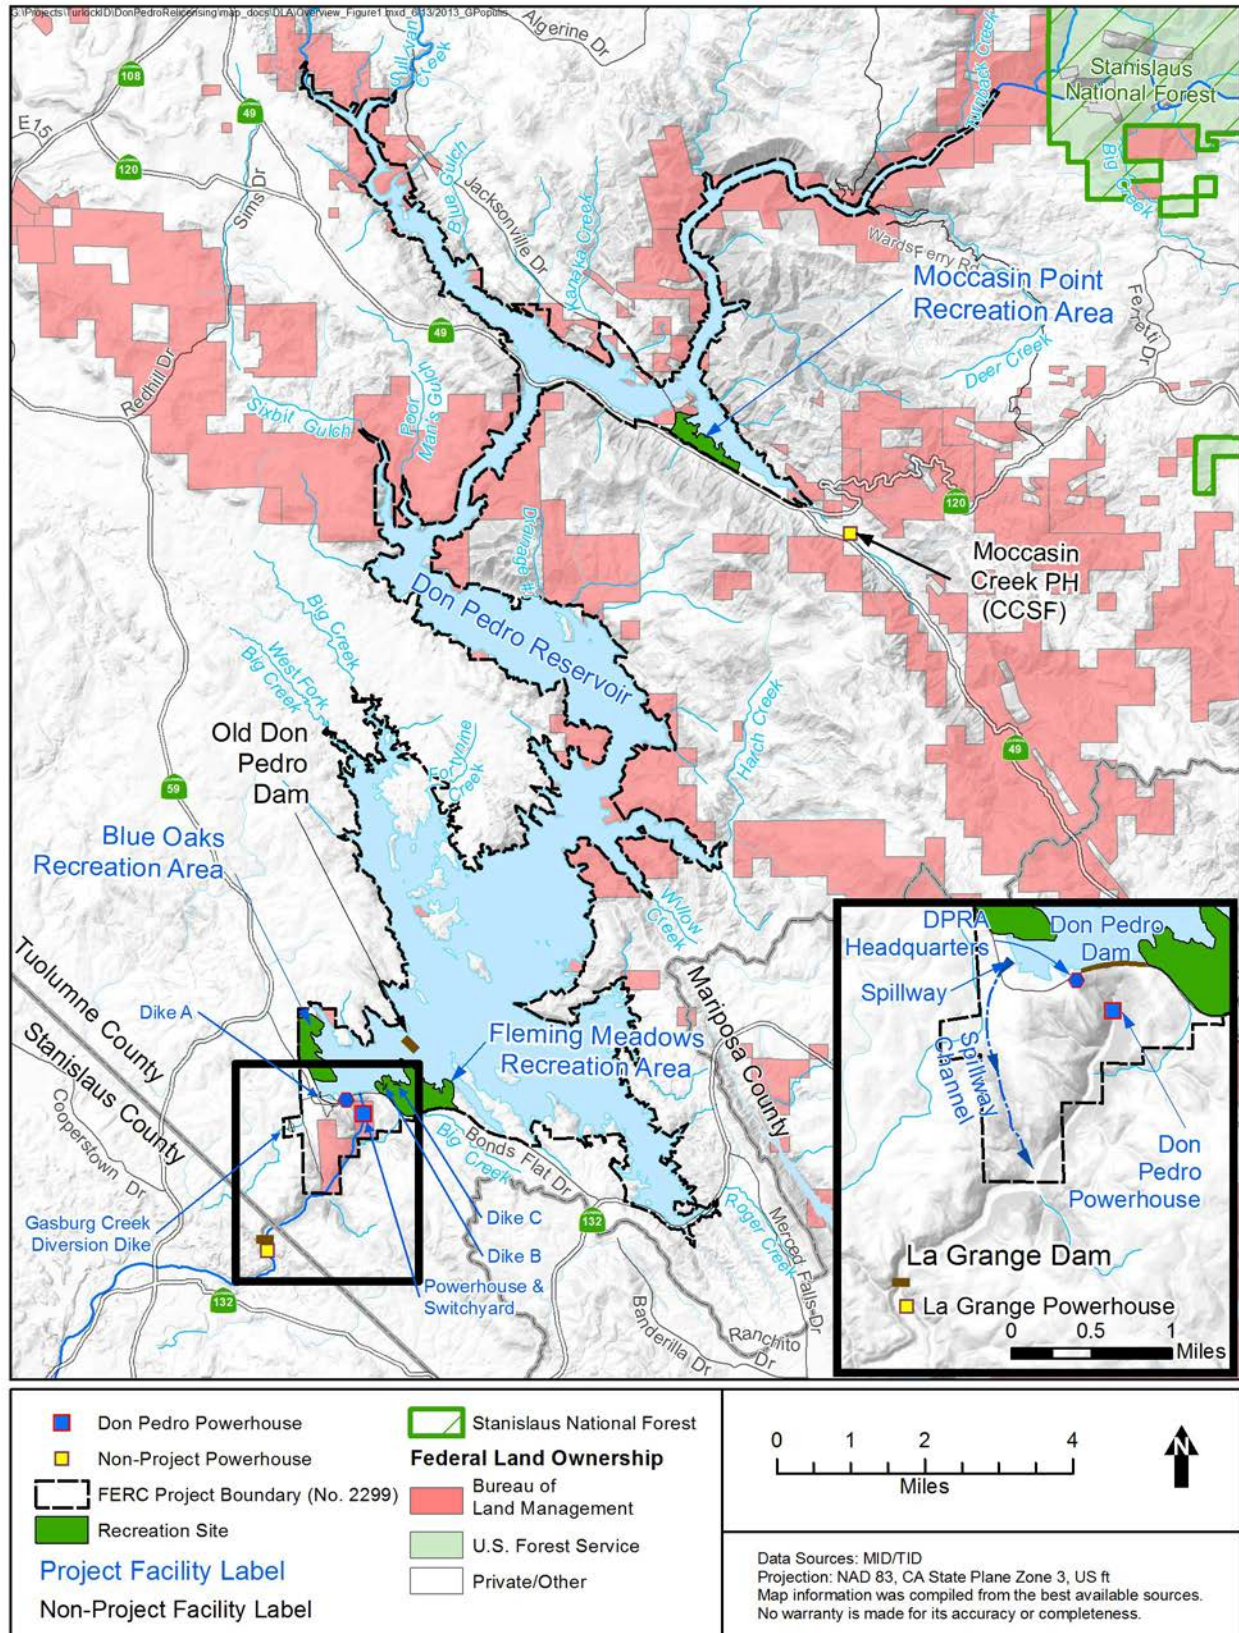 G:\Projects\TurlockID\DonPedroRelicensing\map_docs\DLA\Overview_Figure1.mxd_6/13/2013_GPopulis
Algerine Dr
Sullivan
Creek
Turnback Creek
Stanislaus
National Forest
108
49
E15
120
Sims Dr
Blue Gulch
Jacksonville Dr
Kanaka Creek
Big Creek
Wards Ferry Rd
Moccasin Point
Recreation Area
Ferretti Dr
Deer Creek
49
Redhill Dr
Sixbit Gulch
Poor
Man's Gulch
Drainage #1
120
Moccasin
Creek PH
(CCSF)
Don Pedro Reservoir
Big Creek
West Fork
Big Creek
Hatch Creek
Old Don
Pedro
Dam
Fortynine
Creek
49
59
Blue Oaks
Recreation Area
Willow
Creek
Tuolumne County
Stanislaus County
Mariposa County
Dike A
Fleming Meadows
Recreation Area
Cooperstown Dr
Big Creek
Bonds Flat Dr
Roger Creek
Merced Falls Dr
132
Dike C
Dike B
Gasburg Creek
Diversion Dike
Powerhouse &
Switchyard
132
Banderilla Dr
Ranchito
Dr
DPRA
Headquarters
Don Pedro
Dam
Spillway
Spillway
Channel
Don
Pedro
Powerhouse
La Grange Dam
La Grange Powerhouse
0 0.5 1
Miles
Don Pedro Powerhouse
Non-Project Powerhouse
FERC Project Boundary (No. 2299)
Recreation Site
Project Facility Label
Non-Project Facility Label
Stanislaus National Forest
Federal Land Ownership
Bureau of
Land Management
U.S. Forest Service
Private/Other
0 1 2 4
Miles
N
Data Sources: MID/TID
Projection: NAD 83, CA State Plane Zone 3, US ft
Map information was compiled from the best available sources.
No warranty is made for its accuracy or completeness.